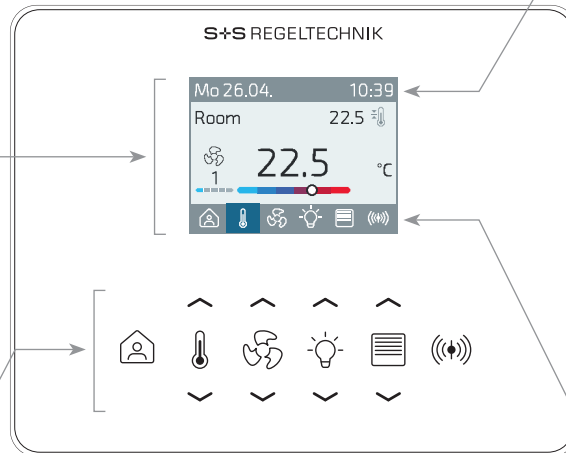 S+S REGELTECHNIK
Mo 26.04. 10:39
Room 22.5
22.5 °C
1